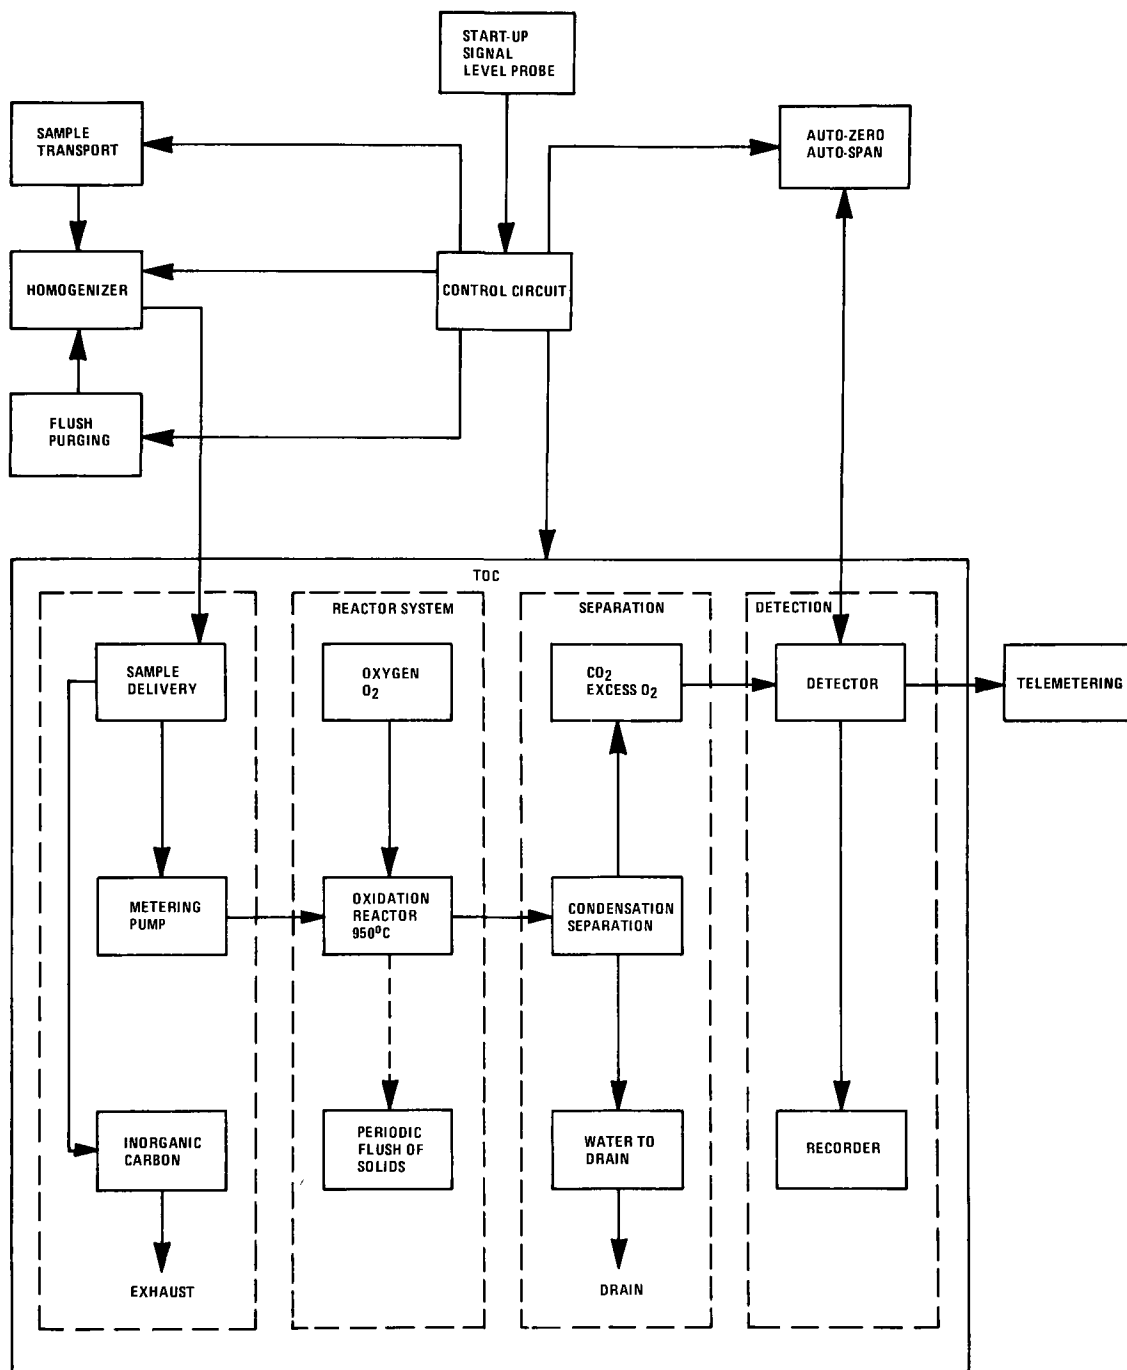 START-UP
SIGNAL
LEVEL PROBE
SAMPLE
TRANSPORT
AUTO-ZERO
AUTO-SPAN
HOMOGENIZER
CONTROL CIRCUIT
FLUSH
PURGING
TOC
REACTOR SYSTEM
SEPARATION
DETECTION
SAMPLE
DELIVERY
OXYGEN
O2
CO2
EXCESS O2
DETECTOR
TELEMETERING
METERING
PUMP
OXIDATION
REACTOR
950°C
CONDENSATION
SEPARATION
INORGANIC
CARBON
PERIODIC
FLUSH OF
SOLIDS
WATER TO
DRAIN
RECORDER
EXHAUST
DRAIN